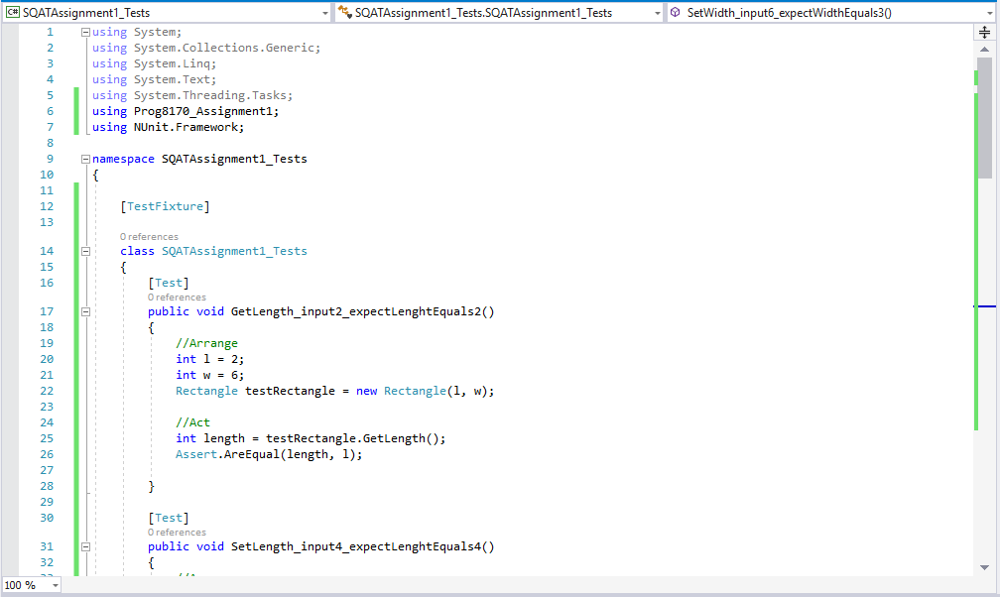 C# SQATAssignment1_Tests
SQATAssignment1_Tests.SQATAssignment1_Tests
SetWidth_input6_expectWidthEquals3()
1 using System;
2 using System.Collections.Generic;
3 using System.Linq;
4 using System.Text;
5 using System.Threading.Tasks;
6 using Prog8170_Assignment1;
7 using NUnit.Framework;
8
9 namespace SQATAssignment1_Tests
10 {
11
12 [TestFixture]
13
0 references
14 class SQATAssignment1_Tests
15 {
16 [Test]
0 references
17 public void GetLength_input2_expectLenghtEquals2()
18 {
19 //Arrange
20 int l = 2;
21 int w = 6;
22 Rectangle testRectangle = new Rectangle(l, w);
23
24 //Act
25 int length = testRectangle.GetLength();
26 Assert.AreEqual(length, l);
27
28 }
29
30 [Test]
0 references
31 public void SetLength_input4_expectLenghtEquals4()
32 {
100 %